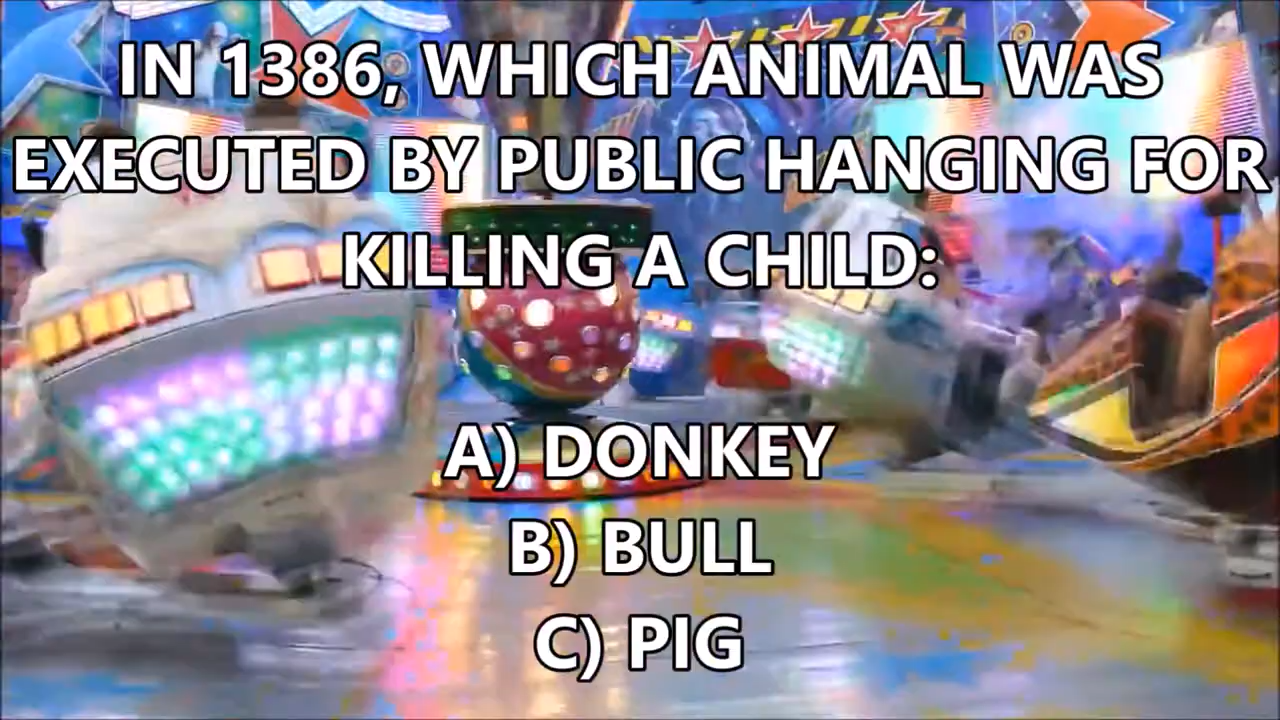 IN 1386, WHICH ANIMAL WAS
EXECUTED BY PUBLIC HANGING FOR
KILLING A CHILD:
A) DONKEY
B) BULL
C) PIG